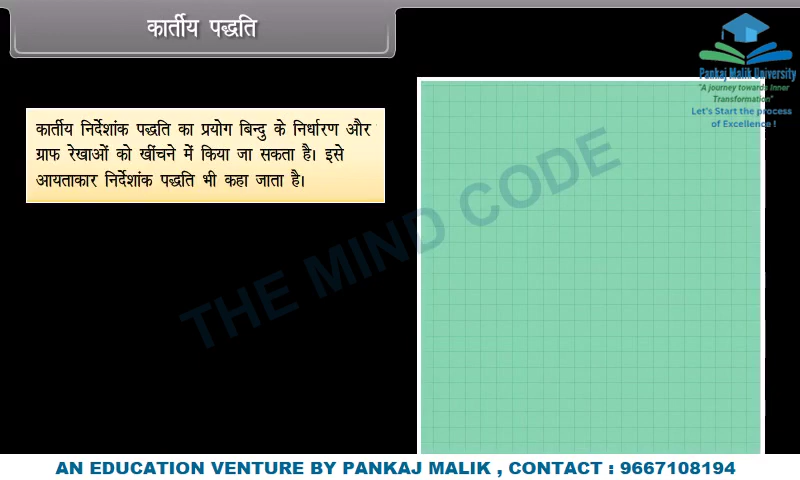 कार्तीय पद्धति
कार्तीय निर्देशांक पद्धति का प्रयोग बिन्दु के निर्धारण और
ग्राफ रेखाओं को खींचने में किया जा सकता है। इसे
आयताकार निर्देशांक पद्धति भी कहा जाता है।
Pankaj Malik University
"A journey towards Inner
Transformation"
Let's Start the process
of Excellence !
THE MIND CODE
AN EDUCATION VENTURE BY PANKAJ MALIK , CONTACT : 9667108194